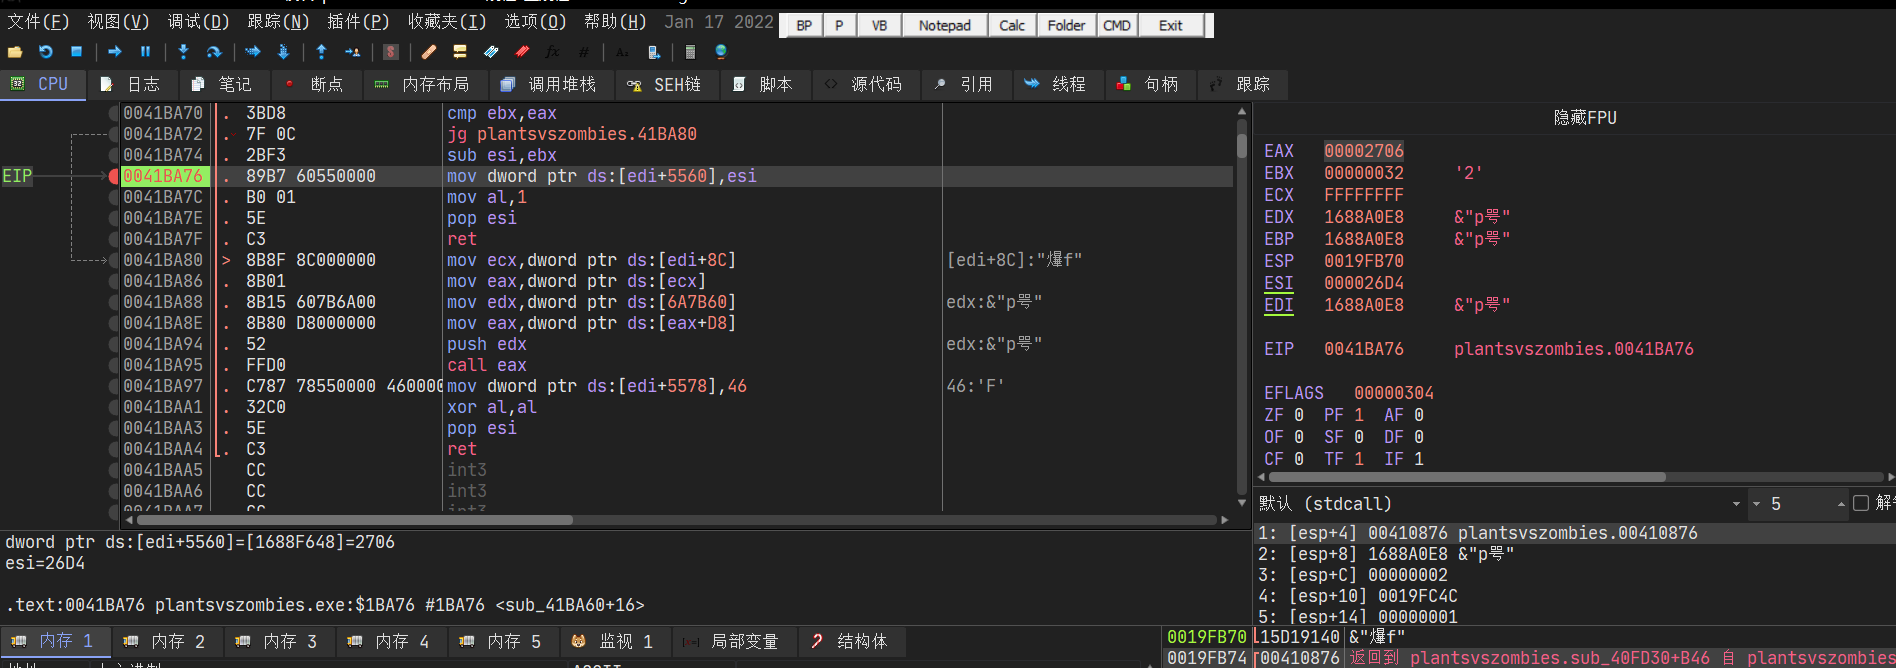 文件(F) 视图(V) 调试(D) 跟踪(N) 插件(P) 收藏夹(I) 选项(O) 帮助(H) Jan 17 2022 BP P VB Notepad Calc Folder CMD Exit
CPU 日志 笔记 断点 内存布局 调用堆栈 SEH链 脚本 源代码 引用 线程 句柄 跟踪
0041BA70 . 3BD8 cmp ebx,eax
0041BA72 . 7F 0C jg plantsvszombies.41BA80
0041BA74 . 2BF3 sub esi,ebx
EIP 0041BA76 . 89B7 60550000 mov dword ptr ds:[edi+5560],esi
0041BA7C . B0 01 mov al,1
0041BA7E . 5E pop esi
0041BA7F . C3 ret
0041BA80 > 8B8F 8C000000 mov ecx,dword ptr ds:[edi+8C] [edi+8C]:"爆f"
0041BA86 . 8B01 mov eax,dword ptr ds:[ecx]
0041BA88 . 8B15 607B6A00 mov edx,dword ptr ds:[6A7B60] edx:&"p咢"
0041BA8E . 8B80 D8000000 mov eax,dword ptr ds:[eax+D8]
0041BA94 . 52 push edx edx:&"p咢"
0041BA95 . FFD0 call eax
0041BA97 . C787 78550000 460000 mov dword ptr ds:[edi+5578],46 46:'F'
0041BAA1 . 32C0 xor al,al
0041BAA3 . 5E pop esi
0041BAA4 . C3 ret
0041BAA5 CC int3
0041BAA6 CC int3
0041BAA7 CC int3
dword ptr ds:[edi+5560]=[1688F648]=2706
esi=26D4
.text:0041BA76 plantsvszombies.exe:$1BA76 #1BA76 <sub_41BA60+16>
隐藏FPU
EAX 00002706
EBX 00000032 '2'
ECX FFFFFFFF
EDX 1688A0E8 &"p咢"
EBP 1688A0E8 &"p咢"
ESP 0019FB70
ESI 000026D4
EDI 1688A0E8 &"p咢"
EIP 0041BA76 plantsvszombies.0041BA76
EFLAGS 00000304
ZF 0 PF 1 AF 0
OF 0 SF 0 DF 0
CF 0 TF 1 IF 1
默认 (stdcall) 5
1: [esp+4] 00410876 plantsvszombies.00410876
2: [esp+8] 1688A0E8 &"p咢"
3: [esp+C] 00000002
4: [esp+10] 0019FC4C
5: [esp+14] 00000001
内存 1 内存 2 内存 3 内存 4 内存 5 监视 1 局部变量 结构体
0019FB70 15D19140 &"爆f"
0019FB74 00410876 返回到 plantsvszombies.sub_40FD30+B46 自 plantsvszombies